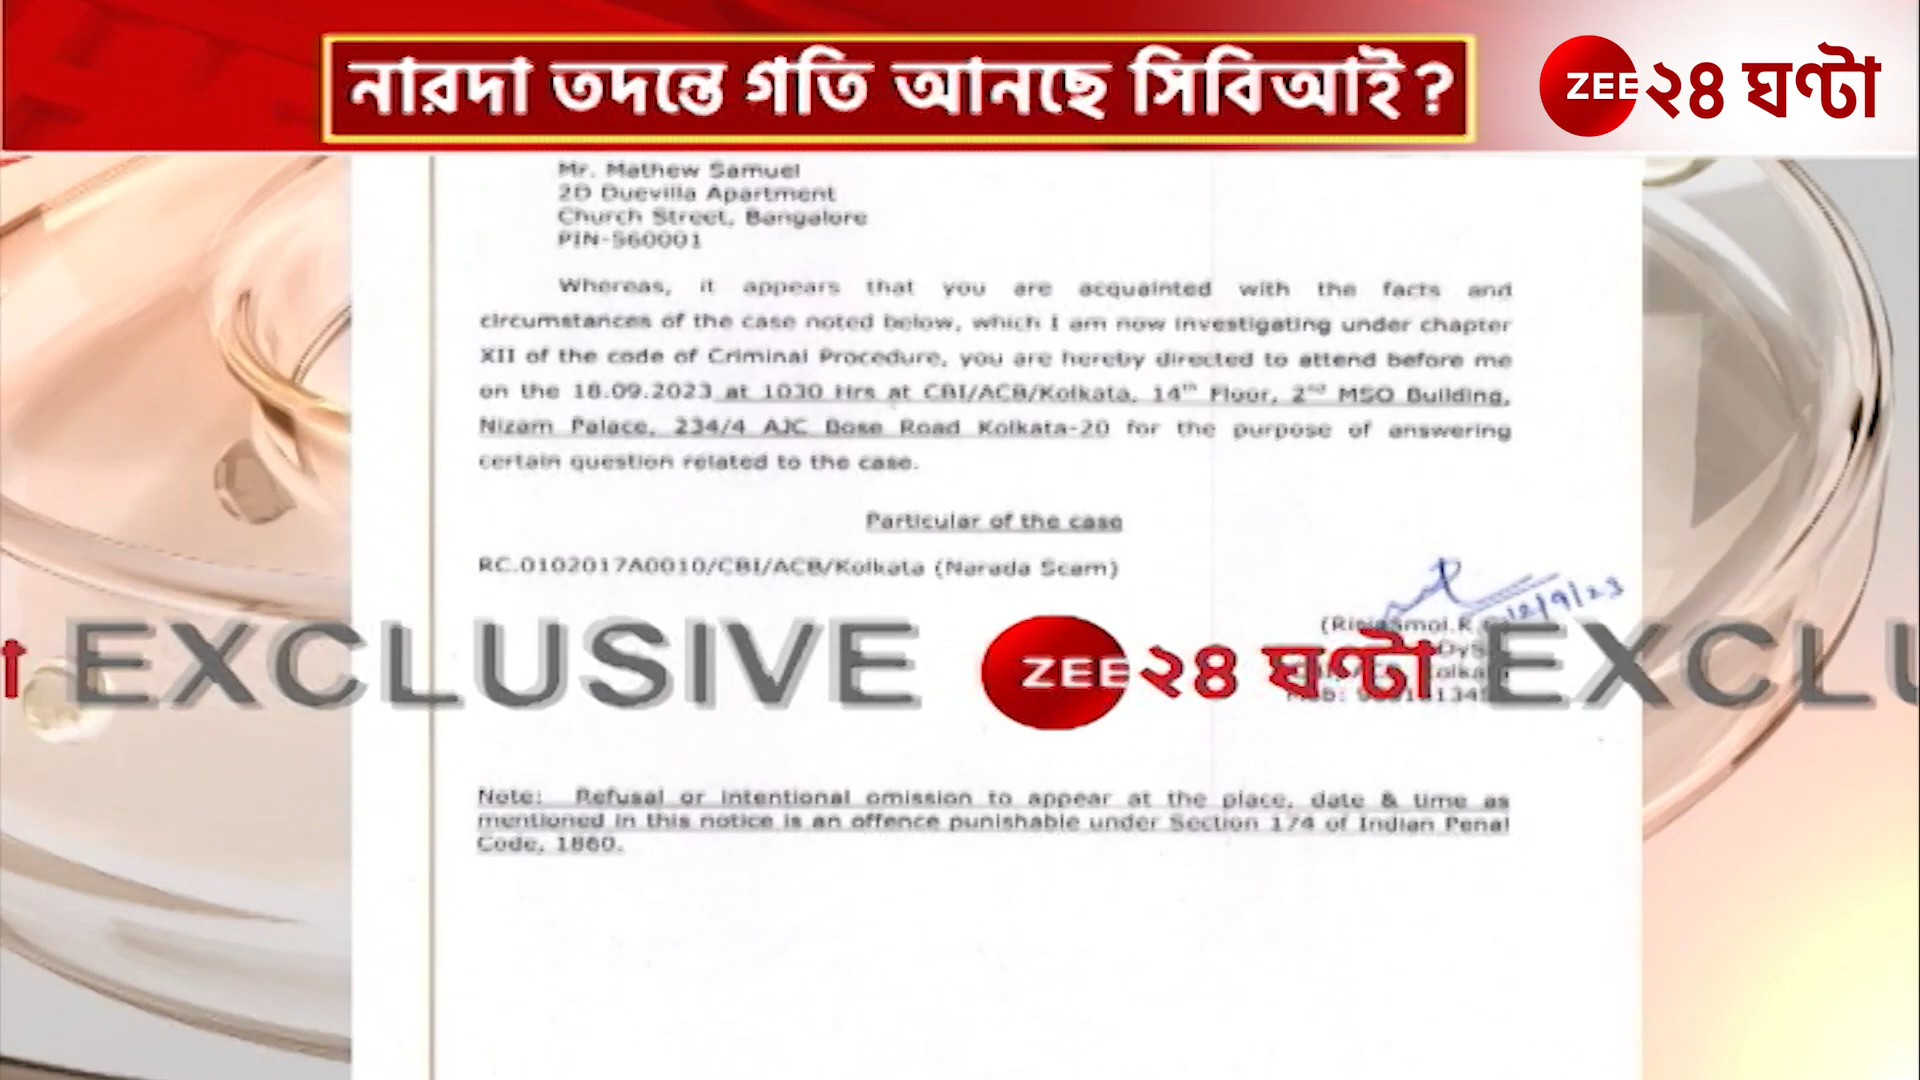 নারদা তদন্তে গতি আনছে সিবিআই?
ZEE ২৪ ঘণ্টা
Mr. Mathew Samuel
2D Duevilla Apartment
Church Street, Bangalore
PIN-560001
Whereas, it appears that you are acquainted with the facts and
circumstances of the case noted below, which I am now investigating under chapter
XII of the code of Criminal Procedure, you are hereby directed to attend before me
on the 18.09.2023 at 1030 Hrs at CBI/ACB/Kolkata, 14th Floor, 2nd MSO Building,
Nizam Palace, 234/4 AJC Bose Road Kolkata-20 for the purpose of answering
certain question related to the case.
Particular of the case
RC.0102017A0010/CBI/ACB/Kolkata (Narada Scam)
12/9/23
EXCLUSIVE ZEE ২৪ ঘণ্টা EXCLU
Note: Refusal or intentional omission to appear at the place, date & time as
mentioned in this notice is an offence punishable under Section 174 of Indian Penal
Code, 1860.